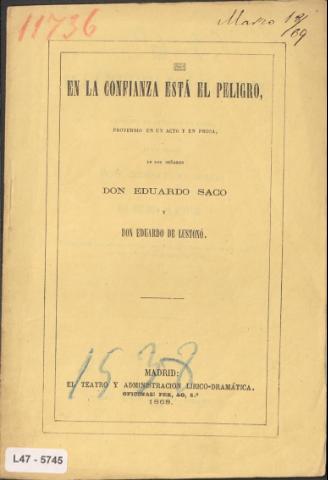 11736
Marzo 12/69
EN LA CONFIANZA ESTÁ EL PELIGRO,
PROVERBIO EN UN ACTO Y EN PROSA,
DE LOS SEÑORES
DON EDUARDO SACO
Y
DON EDUARDO DE LUSTONÓ.
1538
MADRID:
EL TEATRO Y ADMINISTRACION LÍRICO-DRAMÁTICA.
OFICINAS: PEZ, 40, 2.º
1868.
L47 - 5745